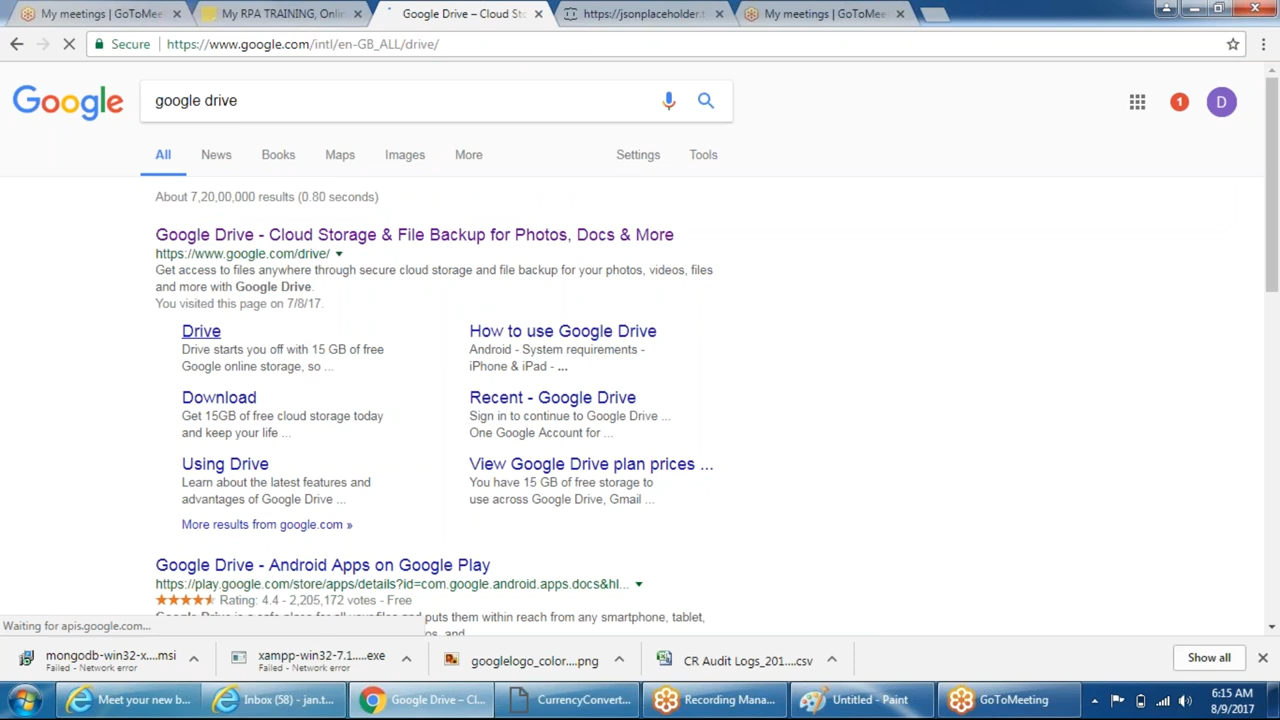 My meetings | GoToMee
My RPA TRAINING, Onlin
Google Drive – Cloud Sto
https://jsonplaceholder.t
My meetings | GoToMee
Secure
https://www.google.com/intl/en-GB_ALL/drive/
Google
google drive
1
D
All
News
Books
Maps
Images
More
Settings
Tools
About 7,20,00,000 results (0.80 seconds)
Google Drive - Cloud Storage & File Backup for Photos, Docs & More
https://www.google.com/drive/
Get access to files anywhere through secure cloud storage and file backup for your photos, videos, files
and more with Google Drive.
You visited this page on 7/8/17.
Drive
Drive starts you off with 15 GB of free
Google online storage, so ...
How to use Google Drive
Android - System requirements -
iPhone & iPad - ...
Download
Get 15GB of free cloud storage today
and keep your life ...
Recent - Google Drive
Sign in to continue to Google Drive ...
One Google Account for ...
Using Drive
Learn about the latest features and
advantages of Google Drive ...
View Google Drive plan prices ...
You have 15 GB of free storage to
use across Google Drive, Gmail ...
More results from google.com »
Google Drive - Android Apps on Google Play
https://play.google.com/store/apps/details?id=com.google.android.apps.docs&hl...
Rating: 4.4 - 2,205,172 votes - Free
puts them within reach from any smartphone, tablet,
Waiting for apis.google.com...
mongodb-win32-x....msi
Failed - Network error
xampp-win32-7.1....exe
Failed - Network error
googlelogo_color....png
CR Audit Logs_201....csv
Show all
Meet your new b...
Inbox (58) - jan.t...
Google Drive – Cl...
CurrencyConvert...
Recording Mana...
Untitled - Paint
GoToMeeting
6:15 AM
8/9/2017